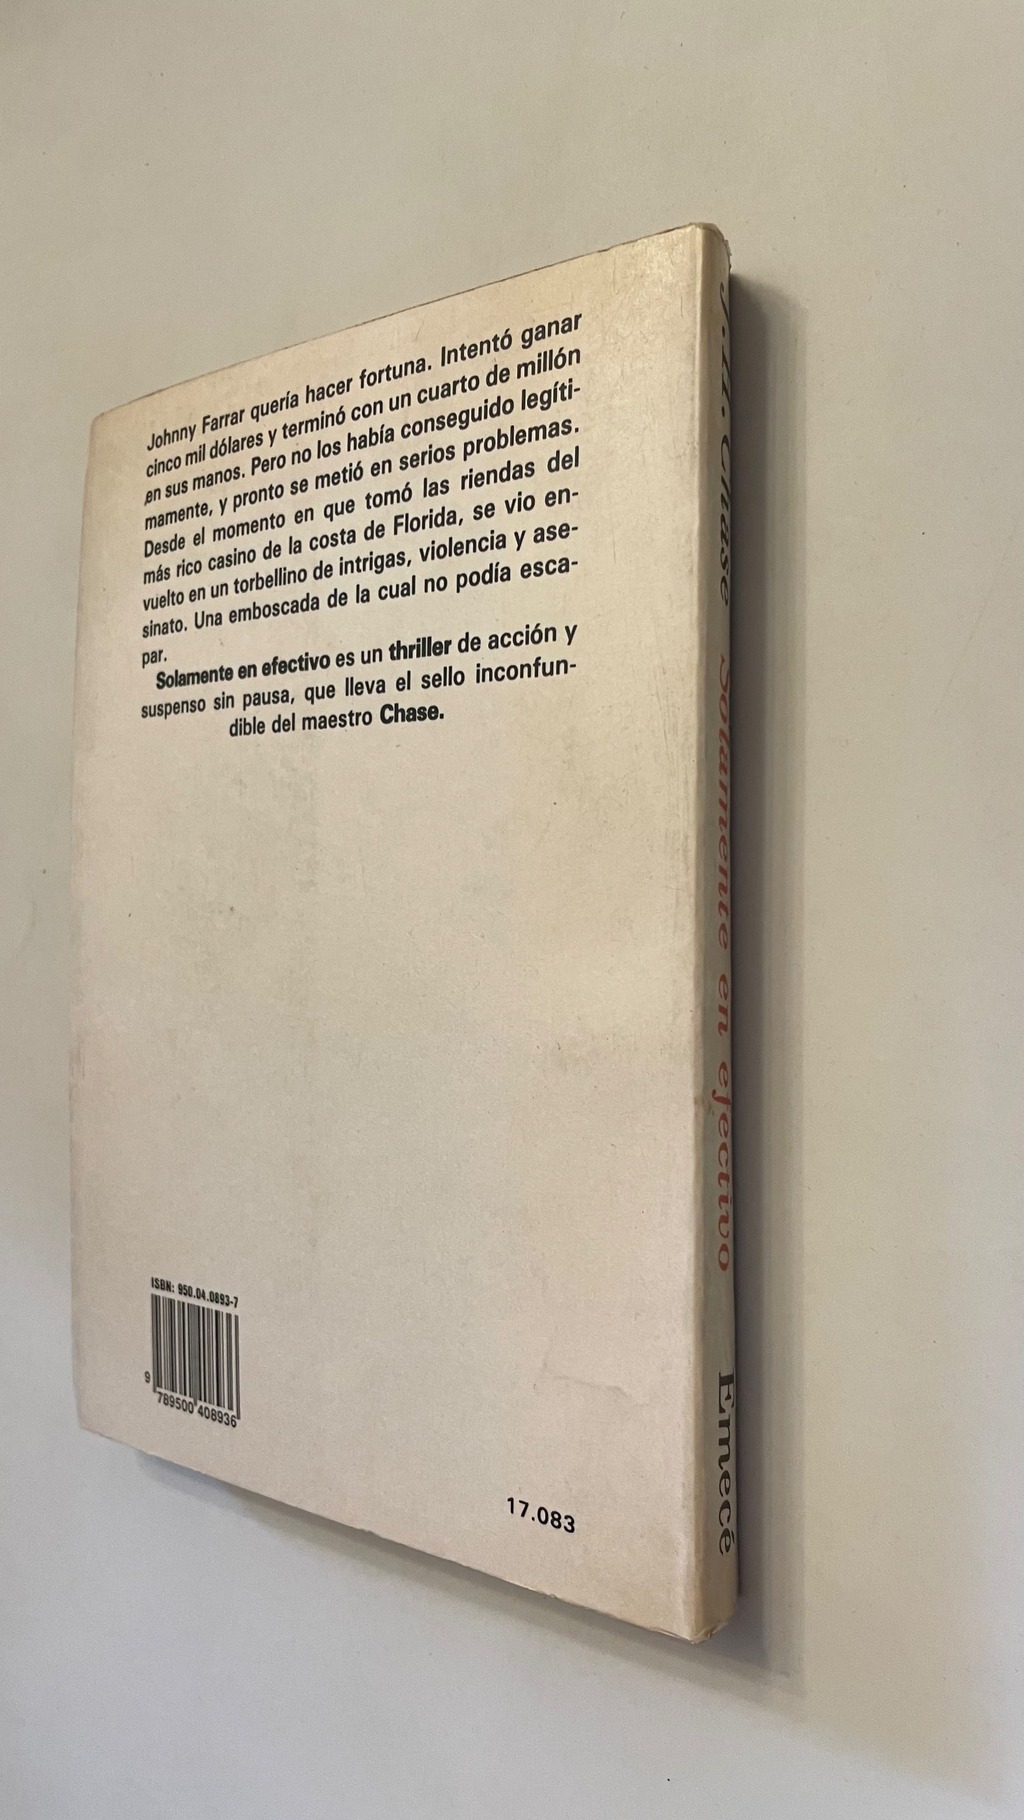 Johnny Farrar quería hacer fortuna. Intentó ganar
cinco mil dólares y terminó con un cuarto de millón
en sus manos. Pero no los había conseguido legíti-
mamente, y pronto se metió en serios problemas.
Desde el momento en que tomó las riendas del
más rico casino de la costa de Florida, se vio en-
vuelto en un torbellino de intrigas, violencia y ase-
sinato. Una emboscada de la cual no podía esca-
par.
Solamente en efectivo es un thriller de acción y
suspenso sin pausa, que lleva el sello inconfun-
dible del maestro Chase.
ISBN: 950.04.0893-7
9 789500 408936
17.083
J. H. Chase Solamente en efectivo Emecé